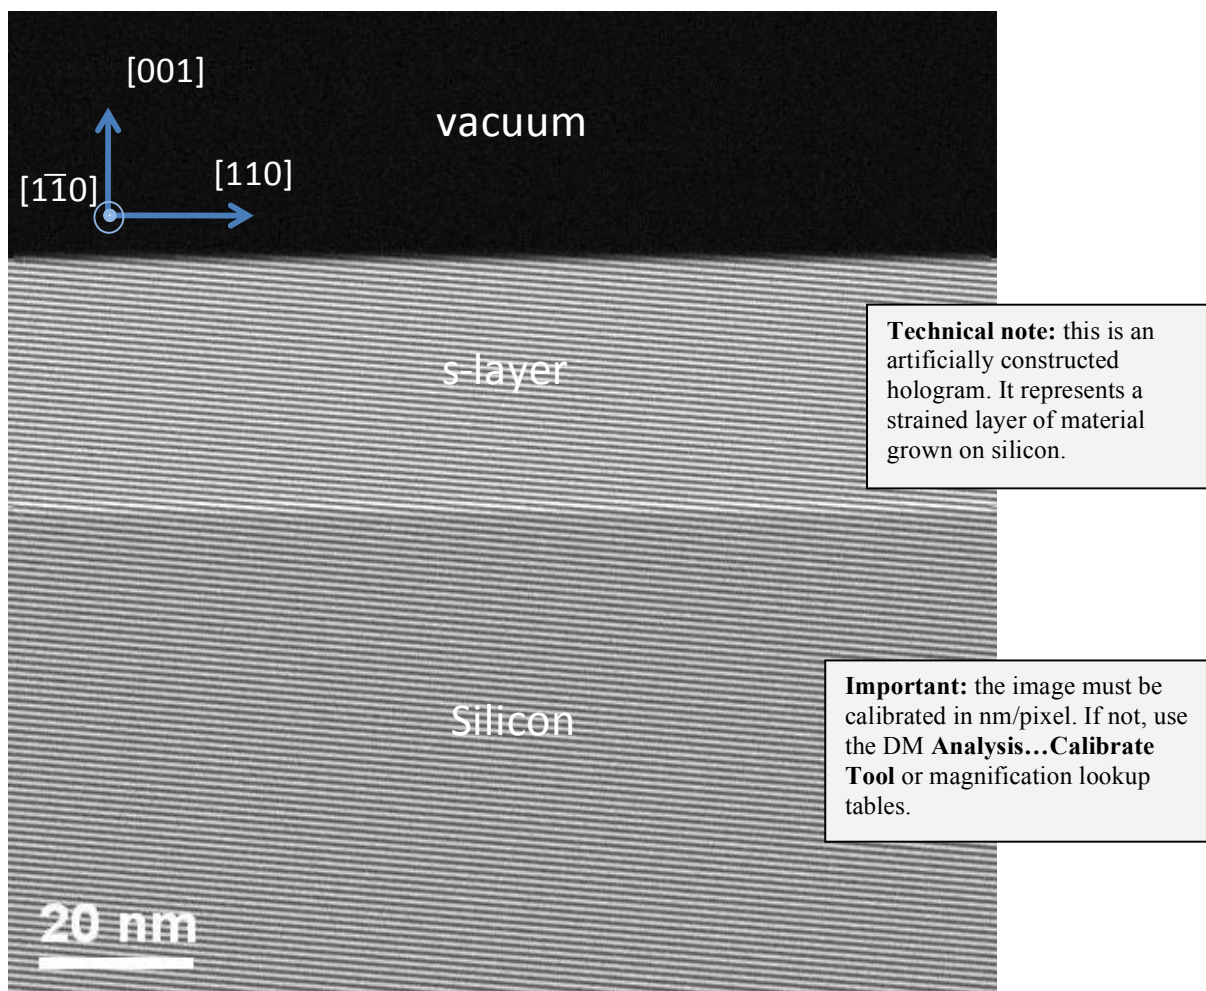 [001]
vacuum
[11̅0]
[110]
s-layer
Technical note: this is an
artificially constructed
hologram. It represents a
strained layer of material
grown on silicon.
Silicon
Important: the image must be
calibrated in nm/pixel. If not, use
the DM Analysis...Calibrate
Tool or magnification lookup
tables.
20 nm